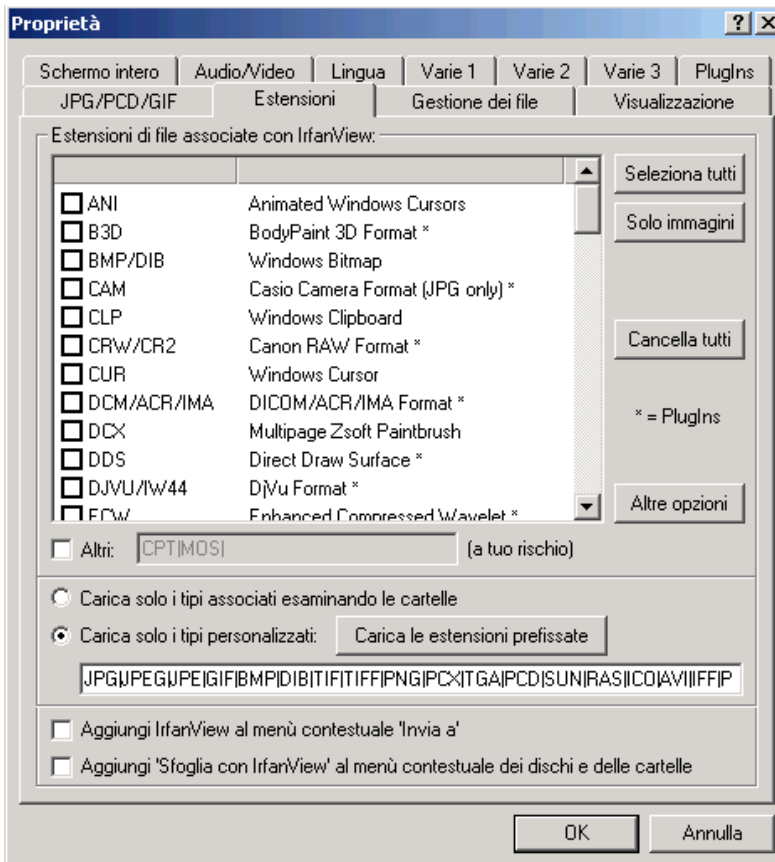 Proprietà
Schermo intero Audio/Video Lingua Varie 1 Varie 2 Varie 3 PlugIns
JPG/PCD/GIF Estensioni Gestione dei file Visualizzazione
Estensioni di file associate con IrfanView:
Seleziona tutti
ANI Animated Windows Cursors
B3D BodyPaint 3D Format *
Solo immagini
BMP/DIB Windows Bitmap
CAM Casio Camera Format (JPG only) *
CLP Windows Clipboard
CRW/CR2 Canon RAW Format *
Cancella tutti
CUR Windows Cursor
DCM/ACR/IMA DICOM/ACR/IMA Format *
* = PlugIns
DCX Multipage Zsoft Paintbrush
DDS Direct Draw Surface *
DJVU/IW44 DjVu Format *
Altre opzioni
ECW Enhanced Compressed Wavelet *
Altri: CPT|MOS| (a tuo rischio)
Carica solo i tipi associati esaminando le cartelle
Carica solo i tipi personalizzati: Carica le estensioni prefissate
JPG|JPEG|JPE|GIF|BMP|DIB|TIF|TIFF|PNG|PCX|TGA|PCD|SUN|RAS|ICO|AVI|IFF|P
Aggiungi IrfanView al menù contestuale 'Invia a'
Aggiungi 'Sfoglia con IrfanView' al menù contestuale dei dischi e delle cartelle
OK Annulla